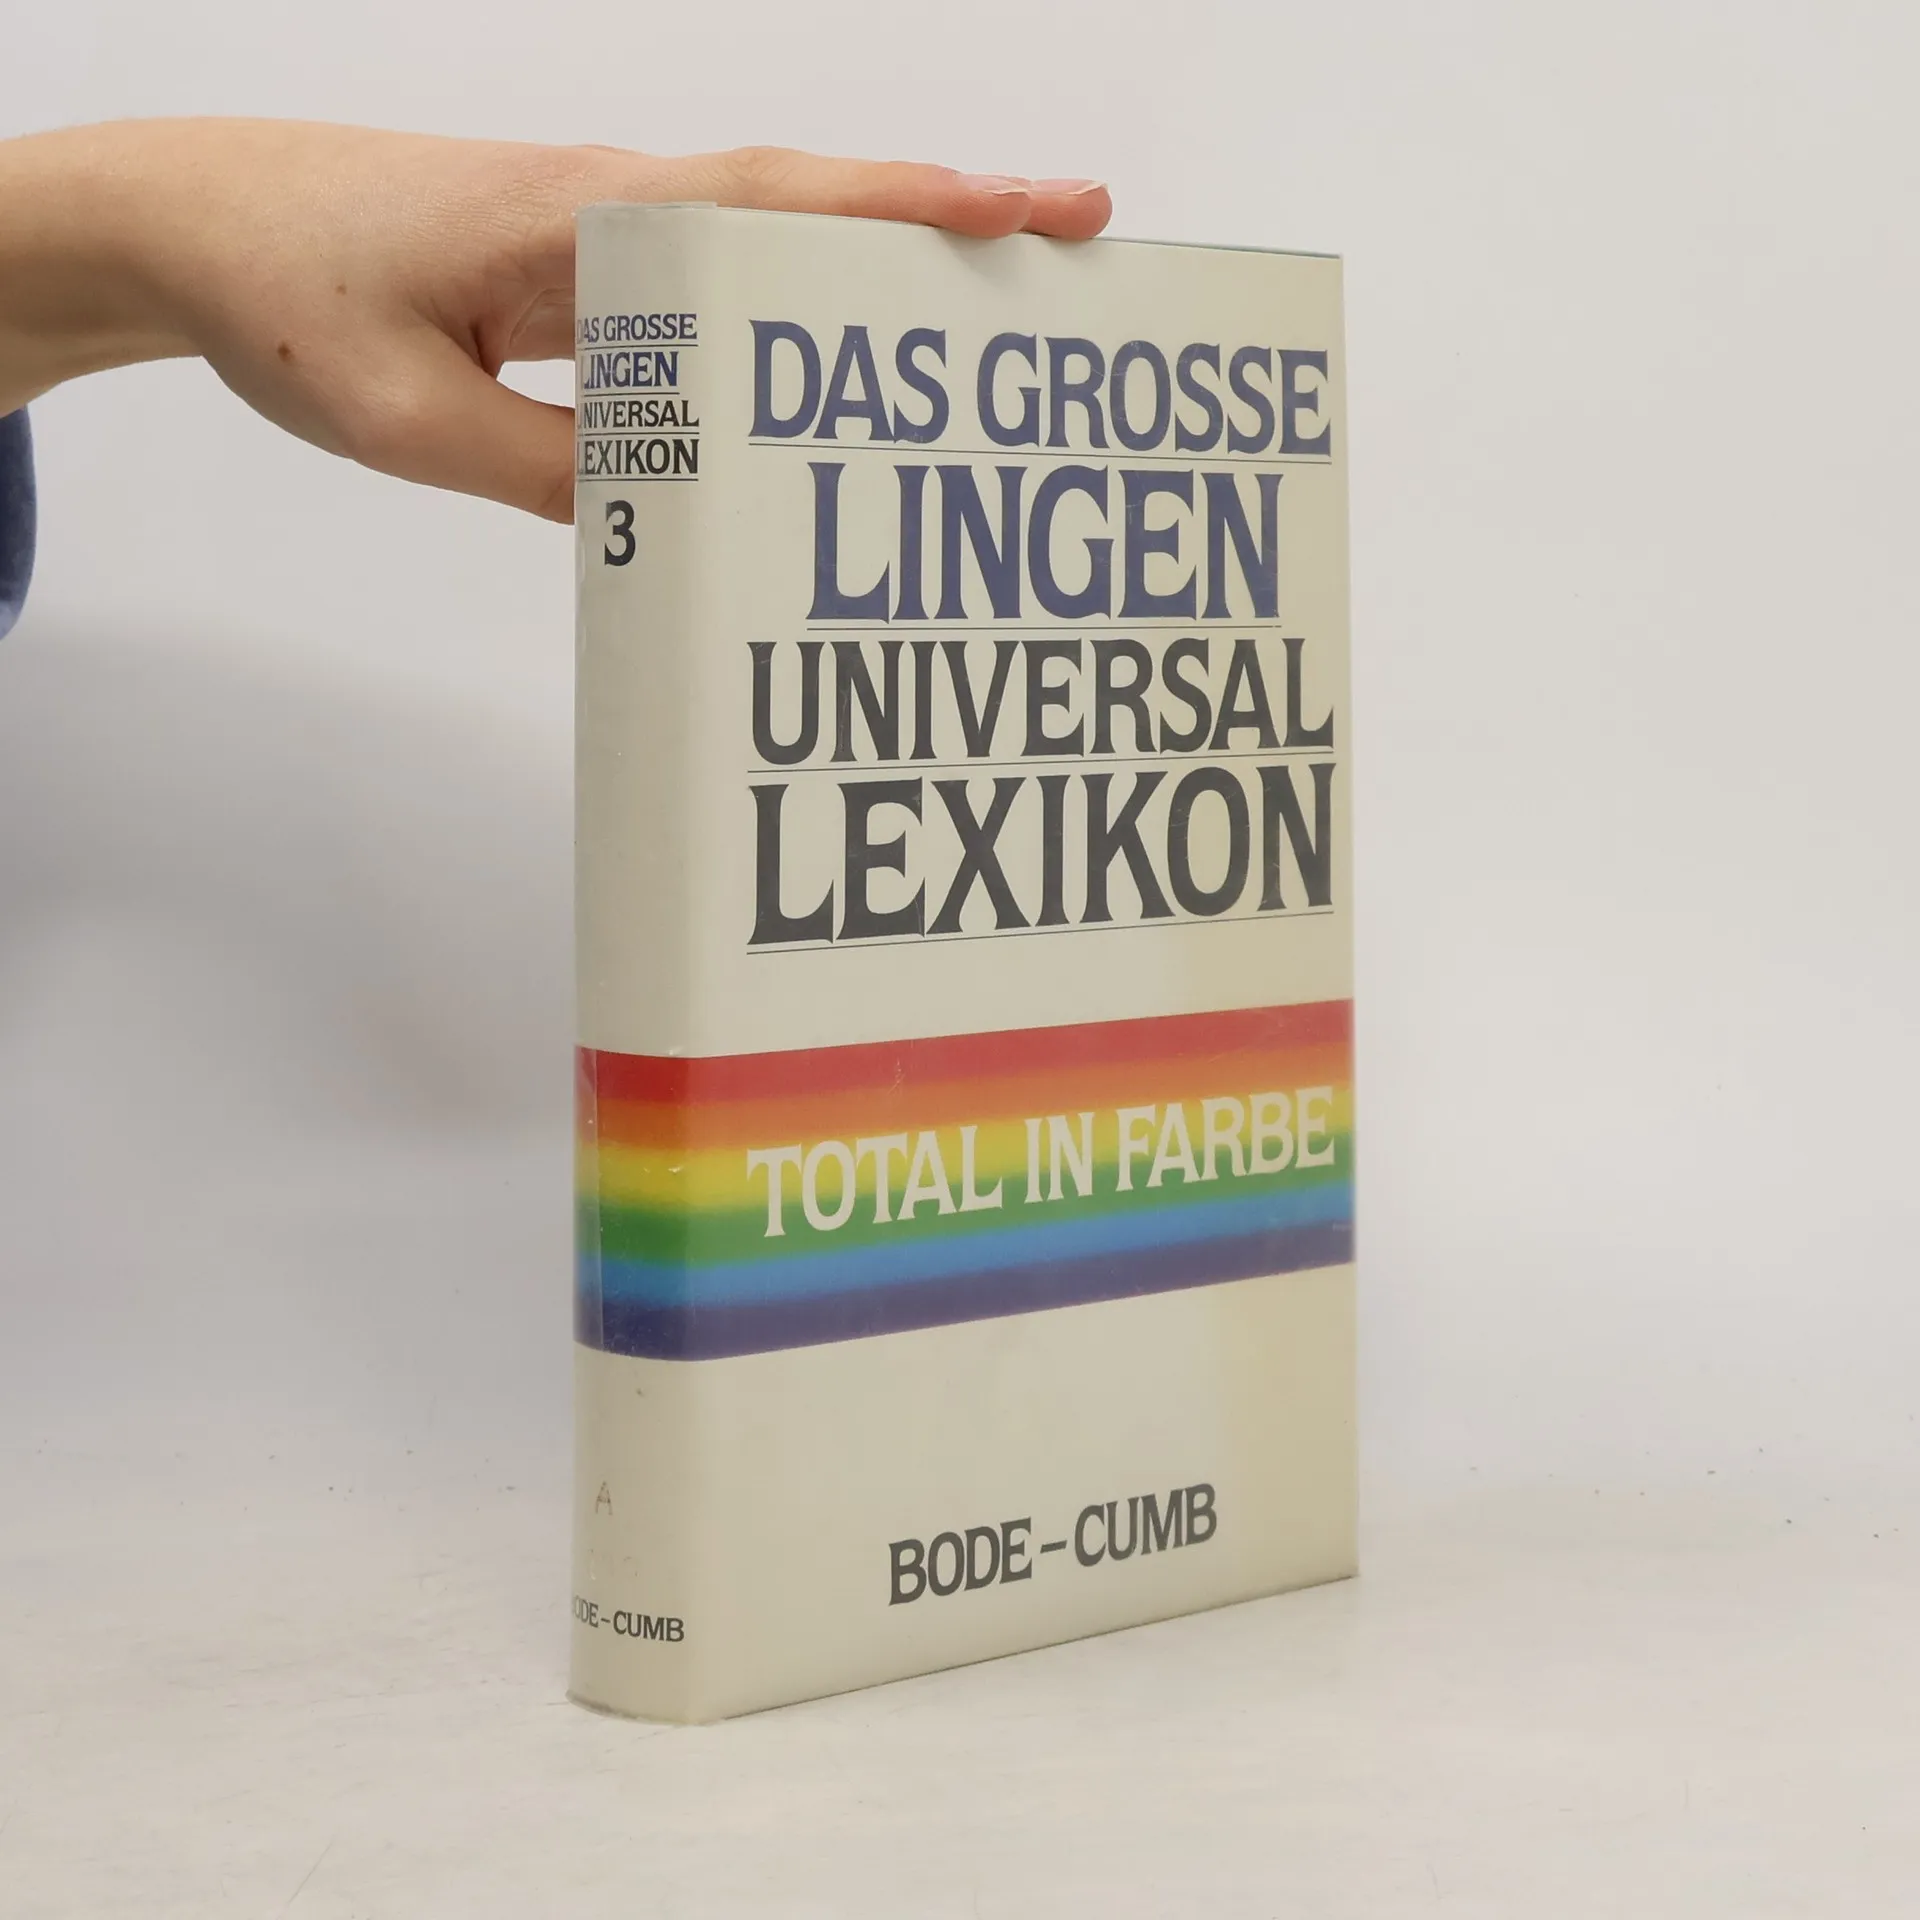 DAS GROSSE
LINGEN
UNIVERSAL
LEXIKON
3
A
BODE – CUMB
DAS GROSSE
LINGEN
UNIVERSAL
LEXIKON
TOTAL IN FARBE
BODE – CUMB